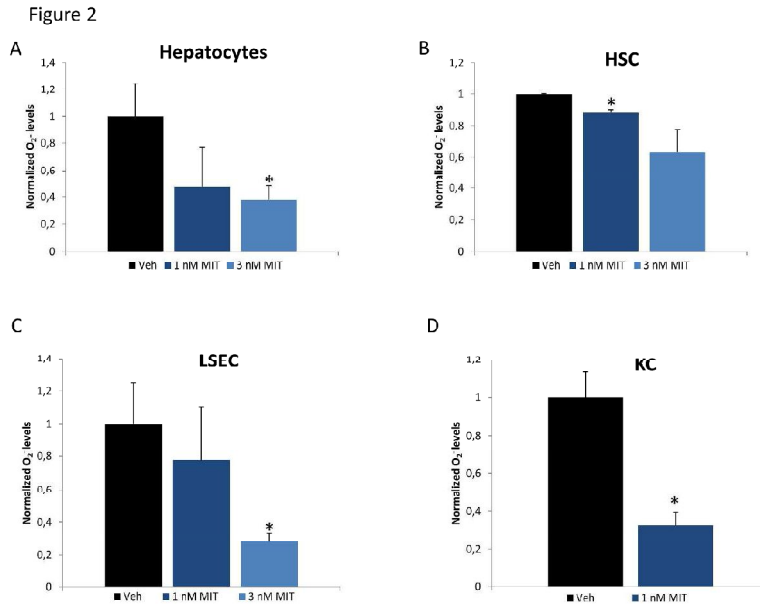 Figure 2
A
Hepatocytes
Normalized O2- levels
1,4
1,2
1
0,8
0,6
0,4
0,2
0
*
Veh 1 nM MIT 3 nM MIT
B
HSC
Normalized O2- levels
1,2
1
0,8
0,6
0,4
0,2
0
*
Veh 1 nM MIT 3 nM MIT
C
LSEC
Normalized O2- levels
1,4
1,2
1
0,8
0,6
0,4
0,2
0
*
Veh 1 nM MIT 3 nM MIT
D
KC
Normalized O2- levels
1,2
1
0,8
0,6
0,4
0,2
0
*
Veh 1 nM MIT